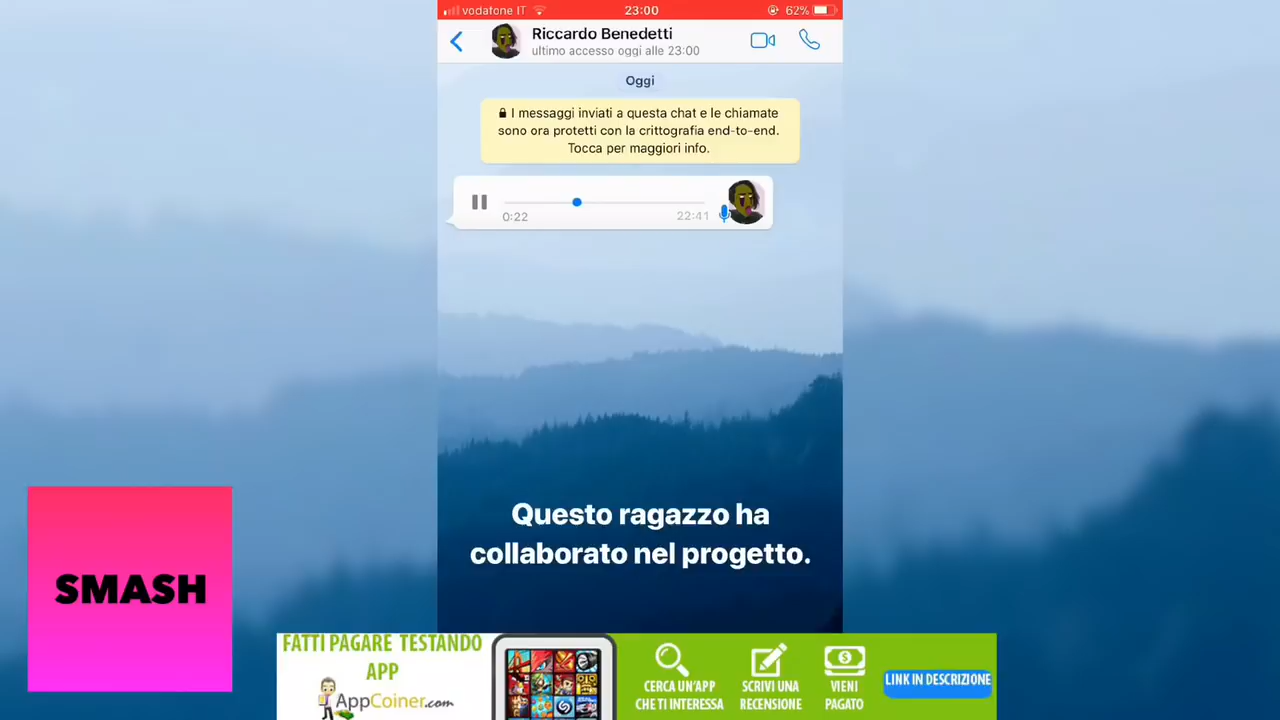 vodafone IT
23:00
62%
Riccardo Benedetti
ultimo accesso oggi alle 23:00
Oggi
I messaggi inviati a questa chat e le chiamate
sono ora protetti con la crittografia end-to-end.
Tocca per maggiori info.
0:22
22:41
Questo ragazzo ha
collaborato nel progetto.
SMASH
FATTI PAGARE TESTANDO
APP
AppCoiner.com
CERCA UN'APP
CHE TI INTERESSA
SCRIVI UNA
RECENSIONE
VIENI
PAGATO
LINK IN DESCRIZIONE